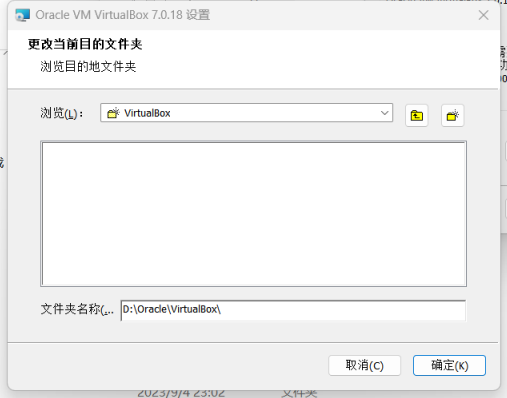 Oracle VM VirtualBox 7.0.18 设置
更改当前目的文件夹
浏览目的地文件夹
浏览(L)：
VirtualBox
文件夹名称(...
D:\Oracle\VirtualBox\
取消(C)
确定(K)
2023/9/4 23:02
文件夹